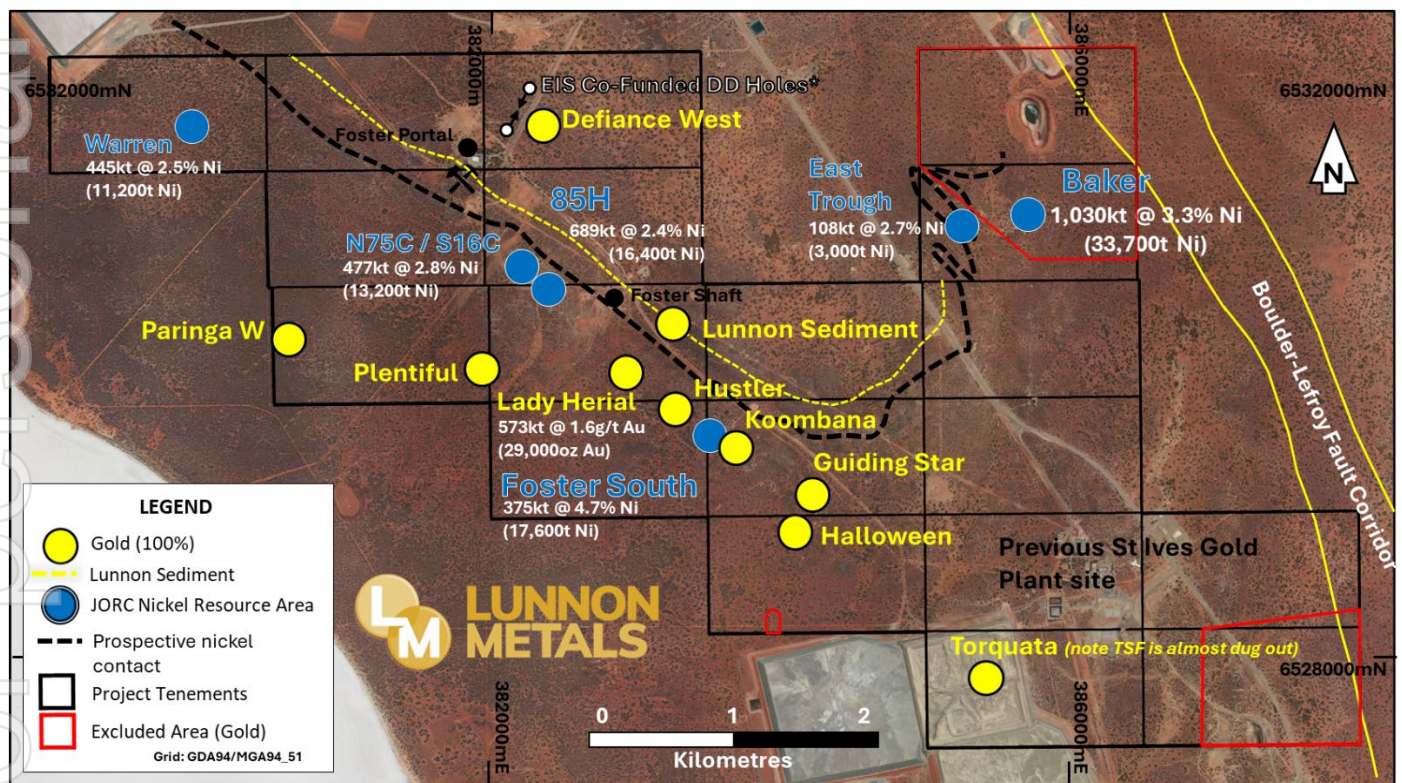 382000m
386000mE
EIS Co-Funded DD Holes*
6532000mN
6532000mN
Defiance West
Foster Portal
Warren
445kt @ 2.5% Ni
(11,200t Ni)
East
Trough
108kt @ 2.7% Ni
(3,000t Ni)
Baker
1,030kt @ 3.3% Ni
(33,700t Ni)
N
85H
689kt @ 2.4% Ni
(16,400t Ni)
N75C / S16C
477kt @ 2.8% Ni
(13,200t Ni)
Foster Shaft
Lunnon Sediment
Paringa W
Plentiful
Lady Herial
573kt @ 1.6g/t Au
(29,000oz Au)
Hustler
Koombana
Guiding Star
Halloween
Foster South
375kt @ 4.7% Ni
(17,600t Ni)
Boulder-Lefroy Fault Corridor
Previous St Ives Gold
Plant site
Torquata (note TSF is almost dug out)
6528000mN
LEGEND
Gold (100%)
Lunnon Sediment
JORC Nickel Resource Area
Prospective nickel
contact
Project Tenements
Excluded Area (Gold)
Grid: GDA94/MGA94_51
LM
LUNNON
METALS
382000mE
386000mE
0 1 2
Kilometres